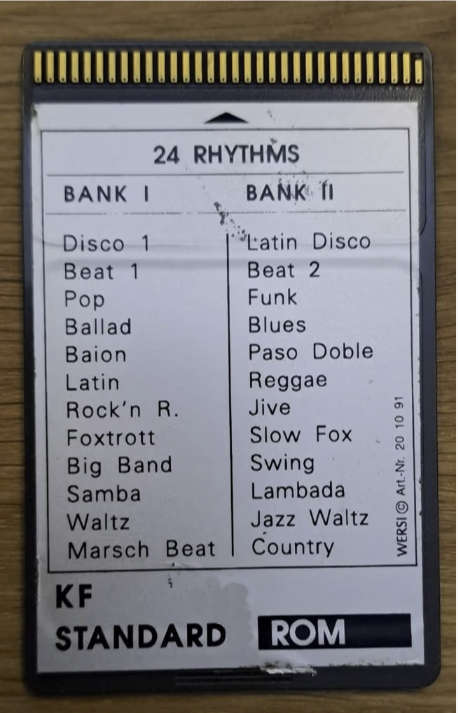 24 RHYTHMS
BANK I BANK II
Disco 1 Latin Disco
Beat 1 Beat 2
Pop Funk
Ballad Blues
Baion Paso Doble
Latin Reggae
Rock'n R. Jive
Foxtrott Slow Fox
Big Band Swing
Samba Lambada
Waltz Jazz Waltz
Marsch Beat Country
WERSI © Art.-Nr. 20 10 91
KF
STANDARD ROM